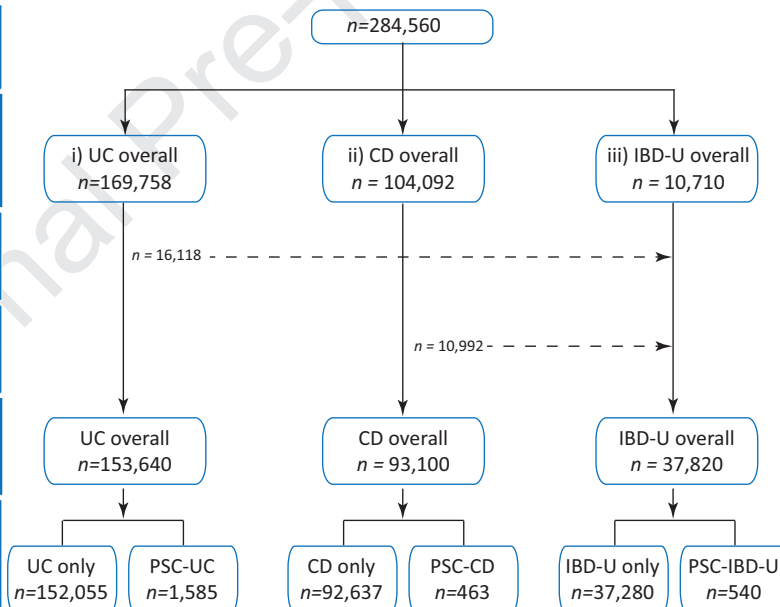 n=284,560
i) UC overall
n=169,758
ii) CD overall
n = 104,092
iii) IBD-U overall
n = 10,710
n = 16,118
n = 10,992
UC overall
n=153,640
CD overall
n = 93,100
IBD-U overall
n = 37,820
UC only
n=152,055
PSC-UC
n=1,585
CD only
n=92,637
PSC-CD
n=463
IBD-U only
n=37,280
PSC-IBD-U
n=540
nal Pre-